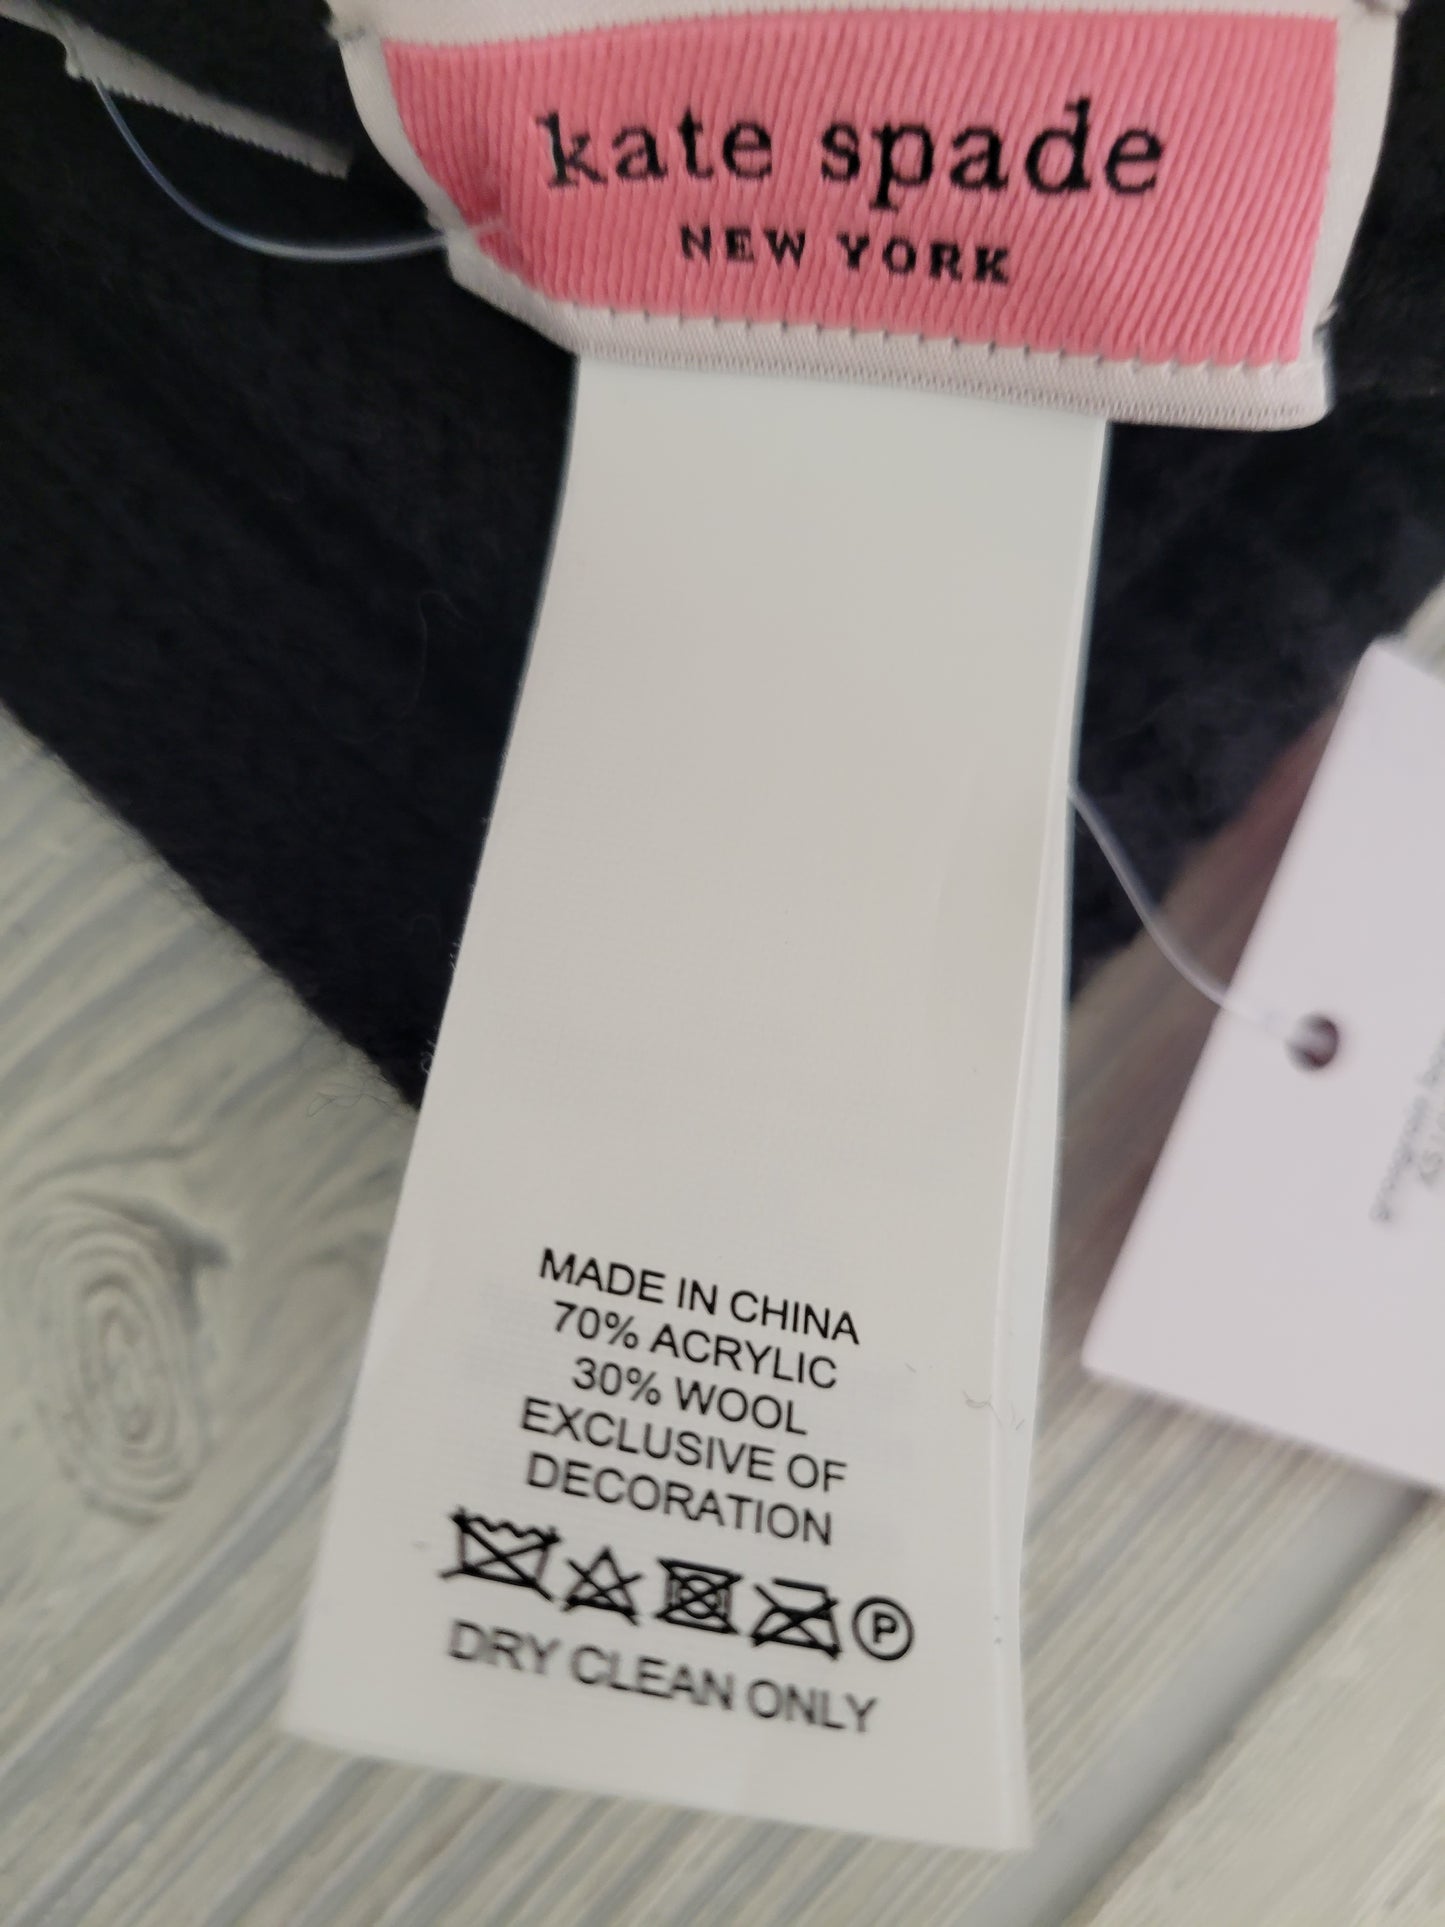 kate spade
NEW YORK
MADE IN CHINA
70% ACRYLIC
30% WOOL
EXCLUSIVE OF
DECORATION
P
DRY CLEAN ONLY